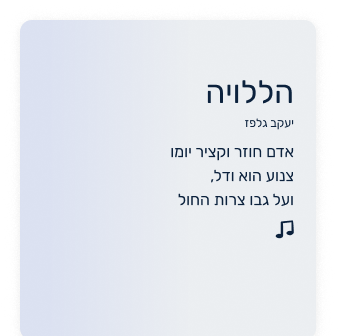 הללויה
יעקב גלפז
אדם חוזר וקציר יומו
צנוע הוא ודל,
ועל גבו צרות החול